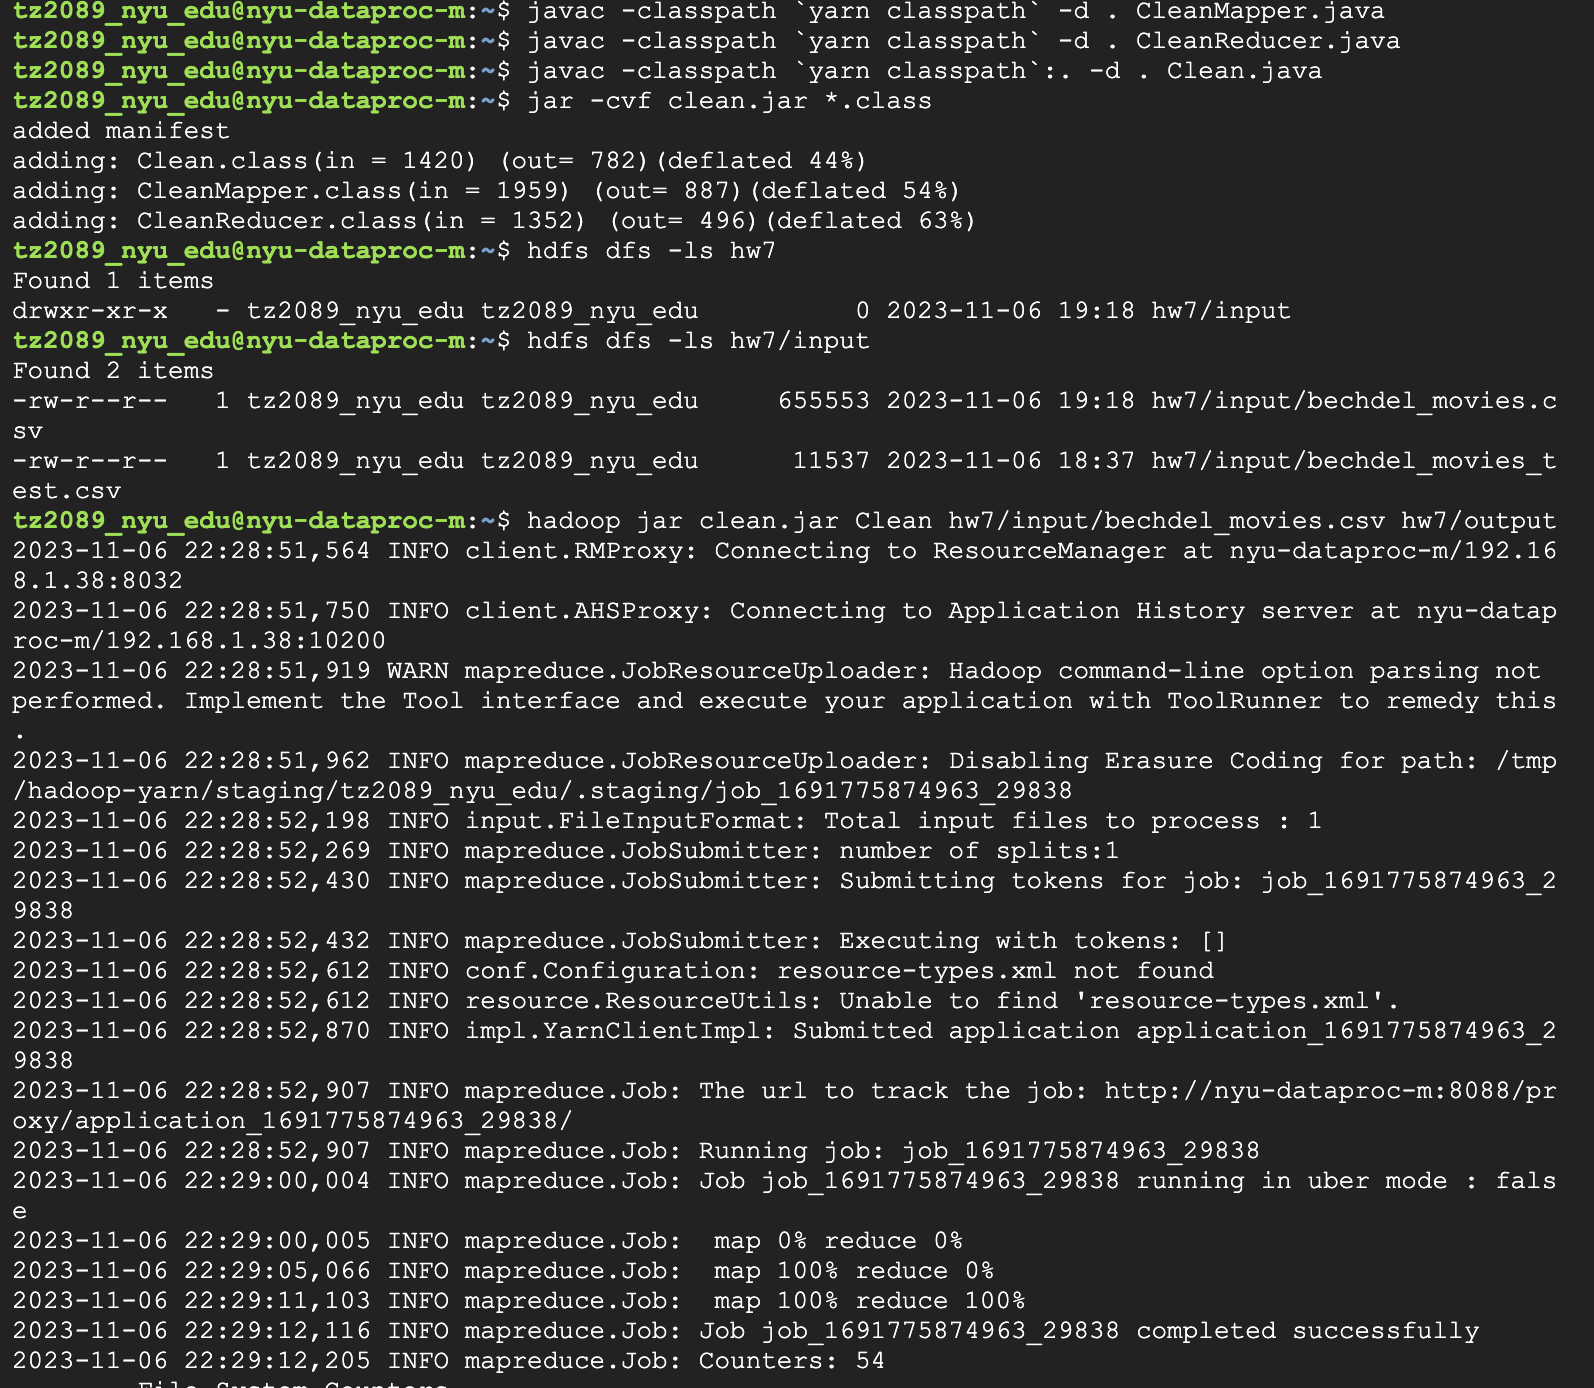 tz2089_nyu_edu@nyu-dataproc-m:~$ javac -classpath `yarn classpath` -d . CleanMapper.java
tz2089_nyu_edu@nyu-dataproc-m:~$ javac -classpath `yarn classpath` -d . CleanReducer.java
tz2089_nyu_edu@nyu-dataproc-m:~$ javac -classpath `yarn classpath`:. -d . Clean.java
tz2089_nyu_edu@nyu-dataproc-m:~$ jar -cvf clean.jar *.class
added manifest
adding: Clean.class(in = 1420) (out= 782)(deflated 44%)
adding: CleanMapper.class(in = 1959) (out= 887)(deflated 54%)
adding: CleanReducer.class(in = 1352) (out= 496)(deflated 63%)
tz2089_nyu_edu@nyu-dataproc-m:~$ hdfs dfs -ls hw7
Found 1 items
drwxr-xr-x   - tz2089_nyu_edu tz2089_nyu_edu          0 2023-11-06 19:18 hw7/input
tz2089_nyu_edu@nyu-dataproc-m:~$ hdfs dfs -ls hw7/input
Found 2 items
-rw-r--r--   1 tz2089_nyu_edu tz2089_nyu_edu     655553 2023-11-06 19:18 hw7/input/bechdel_movies.c
sv
-rw-r--r--   1 tz2089_nyu_edu tz2089_nyu_edu      11537 2023-11-06 18:37 hw7/input/bechdel_movies_t
est.csv
tz2089_nyu_edu@nyu-dataproc-m:~$ hadoop jar clean.jar Clean hw7/input/bechdel_movies.csv hw7/output
2023-11-06 22:28:51,564 INFO client.RMProxy: Connecting to ResourceManager at nyu-dataproc-m/192.16
8.1.38:8032
2023-11-06 22:28:51,750 INFO client.AHSProxy: Connecting to Application History server at nyu-datap
roc-m/192.168.1.38:10200
2023-11-06 22:28:51,919 WARN mapreduce.JobResourceUploader: Hadoop command-line option parsing not
performed. Implement the Tool interface and execute your application with ToolRunner to remedy this
.
2023-11-06 22:28:51,962 INFO mapreduce.JobResourceUploader: Disabling Erasure Coding for path: /tmp
/hadoop-yarn/staging/tz2089_nyu_edu/.staging/job_1691775874963_29838
2023-11-06 22:28:52,198 INFO input.FileInputFormat: Total input files to process : 1
2023-11-06 22:28:52,269 INFO mapreduce.JobSubmitter: number of splits:1
2023-11-06 22:28:52,430 INFO mapreduce.JobSubmitter: Submitting tokens for job: job_1691775874963_2
9838
2023-11-06 22:28:52,432 INFO mapreduce.JobSubmitter: Executing with tokens: []
2023-11-06 22:28:52,612 INFO conf.Configuration: resource-types.xml not found
2023-11-06 22:28:52,612 INFO resource.ResourceUtils: Unable to find 'resource-types.xml'.
2023-11-06 22:28:52,870 INFO impl.YarnClientImpl: Submitted application application_1691775874963_2
9838
2023-11-06 22:28:52,907 INFO mapreduce.Job: The url to track the job: http://nyu-dataproc-m:8088/pr
oxy/application_1691775874963_29838/
2023-11-06 22:28:52,907 INFO mapreduce.Job: Running job: job_1691775874963_29838
2023-11-06 22:29:00,004 INFO mapreduce.Job: Job job_1691775874963_29838 running in uber mode : fals
e
2023-11-06 22:29:00,005 INFO mapreduce.Job:  map 0% reduce 0%
2023-11-06 22:29:05,066 INFO mapreduce.Job:  map 100% reduce 0%
2023-11-06 22:29:11,103 INFO mapreduce.Job:  map 100% reduce 100%
2023-11-06 22:29:12,116 INFO mapreduce.Job: Job job_1691775874963_29838 completed successfully
2023-11-06 22:29:12,205 INFO mapreduce.Job: Counters: 54
File System Counters